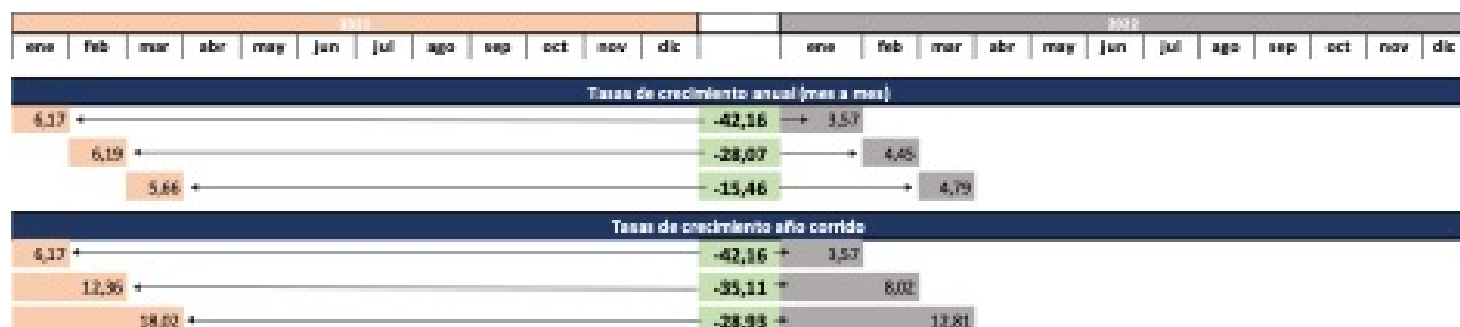 2021 2022
ene feb mar abr may jun jul ago sep oct nov dic ene feb mar abr may jun jul ago sep oct nov dic
Tasas de crecimiento anual (mes a mes)
6,17 -42,16 3,57
6,19 -28,07 4,45
5,66 -15,46 4,79
Tasas de crecimiento año corrido
6,17 -42,16 3,57
12,36 -35,11 8,02
18,02 -28,93 12,81